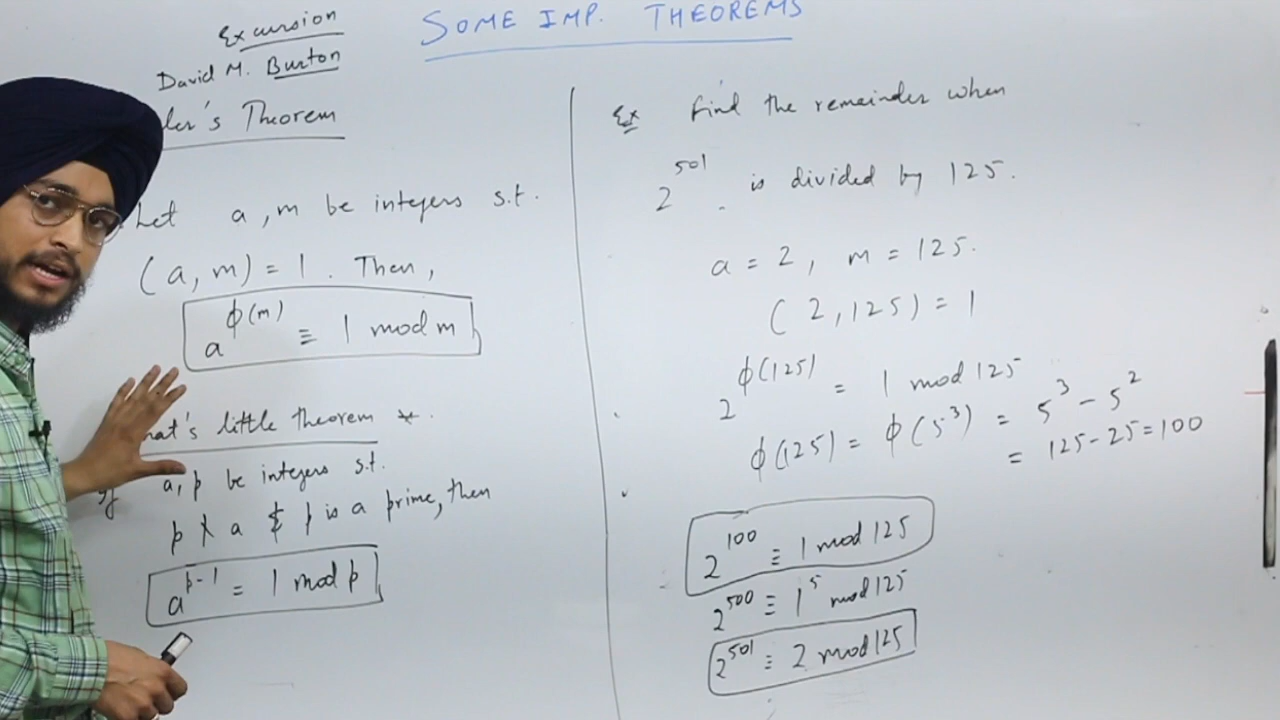 SOME IMP. THEOREMS
Excursion
David M. Burton
ler's Theorem
Let a, m be integers s.t.
(a, m) = 1. Then,
a^ϕ(m) ≡ 1 mod m
mat's little theorem *.
If a, p be integers s.t.
p ∤ a & p is a prime, then
a^p-1 ≡ 1 mod p
Ex find the remainder when
2^501 is divided by 125.
a = 2, m = 125.
(2, 125) = 1
2^ϕ(125) = 1 mod 125
ϕ(125) = ϕ(5^3) = 5^3 - 5^2
= 125-25=100
2^100 ≡ 1 mod 125
2^500 ≡ 1^5 mod 125
2^501 ≡ 2 mod 125